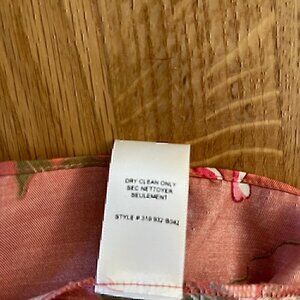 DRY CLEAN ONLY
SEC NETTOYER
SEULEMENT
STYLE # 319 932 B042